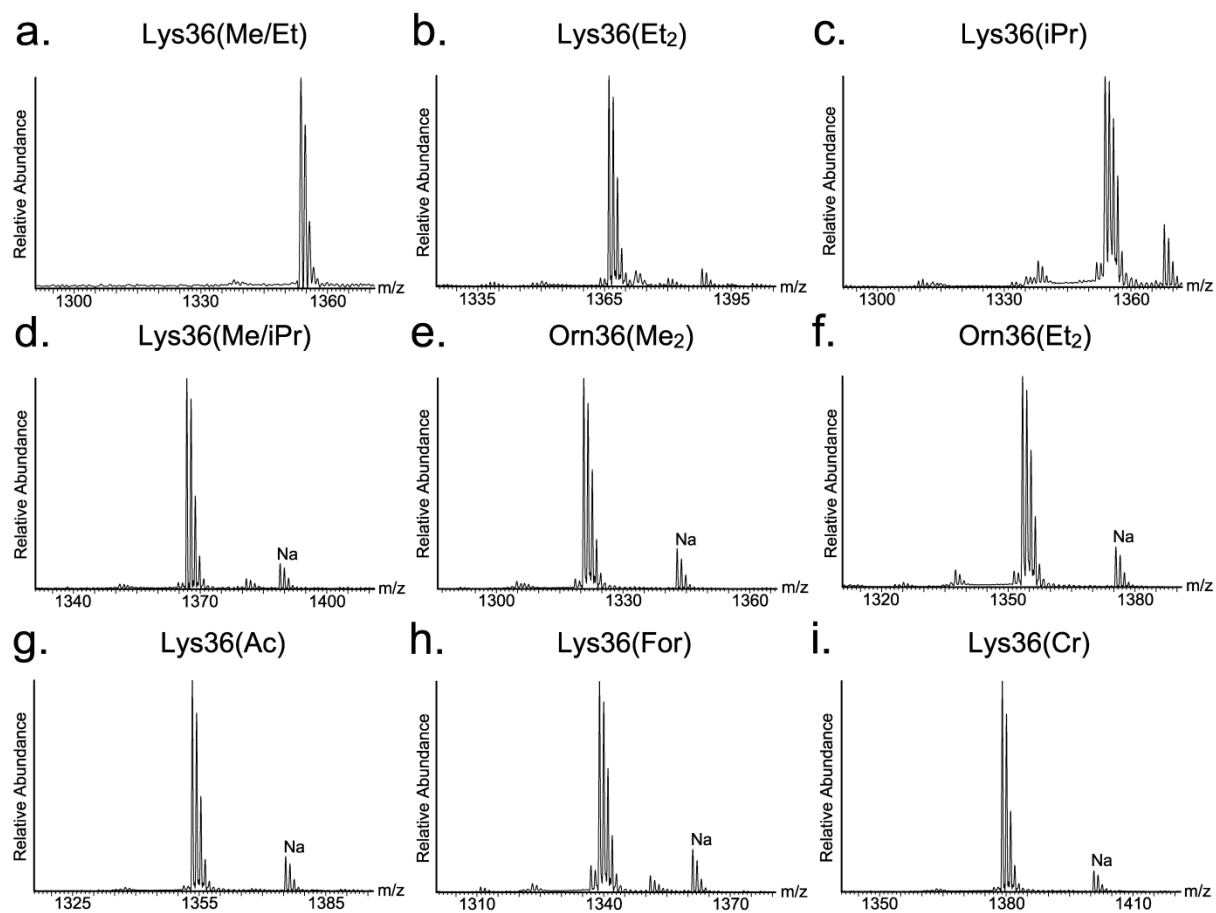 a. Lys36(Me/Et)
Relative Abundance
1300 1330 1360 m/z
b. Lys36(Et₂)
Relative Abundance
1335 1365 1395 m/z
c. Lys36(iPr)
Relative Abundance
1300 1330 1360 m/z
d. Lys36(Me/iPr)
Relative Abundance
Na
1340 1370 1400 m/z
e. Orn36(Me₂)
Relative Abundance
Na
1300 1330 1360 m/z
f. Orn36(Et₂)
Relative Abundance
Na
1320 1350 1380 m/z
g. Lys36(Ac)
Relative Abundance
Na
1325 1355 1385 m/z
h. Lys36(For)
Relative Abundance
Na
1310 1340 1370 m/z
i. Lys36(Cr)
Relative Abundance
Na
1350 1380 1410 m/z